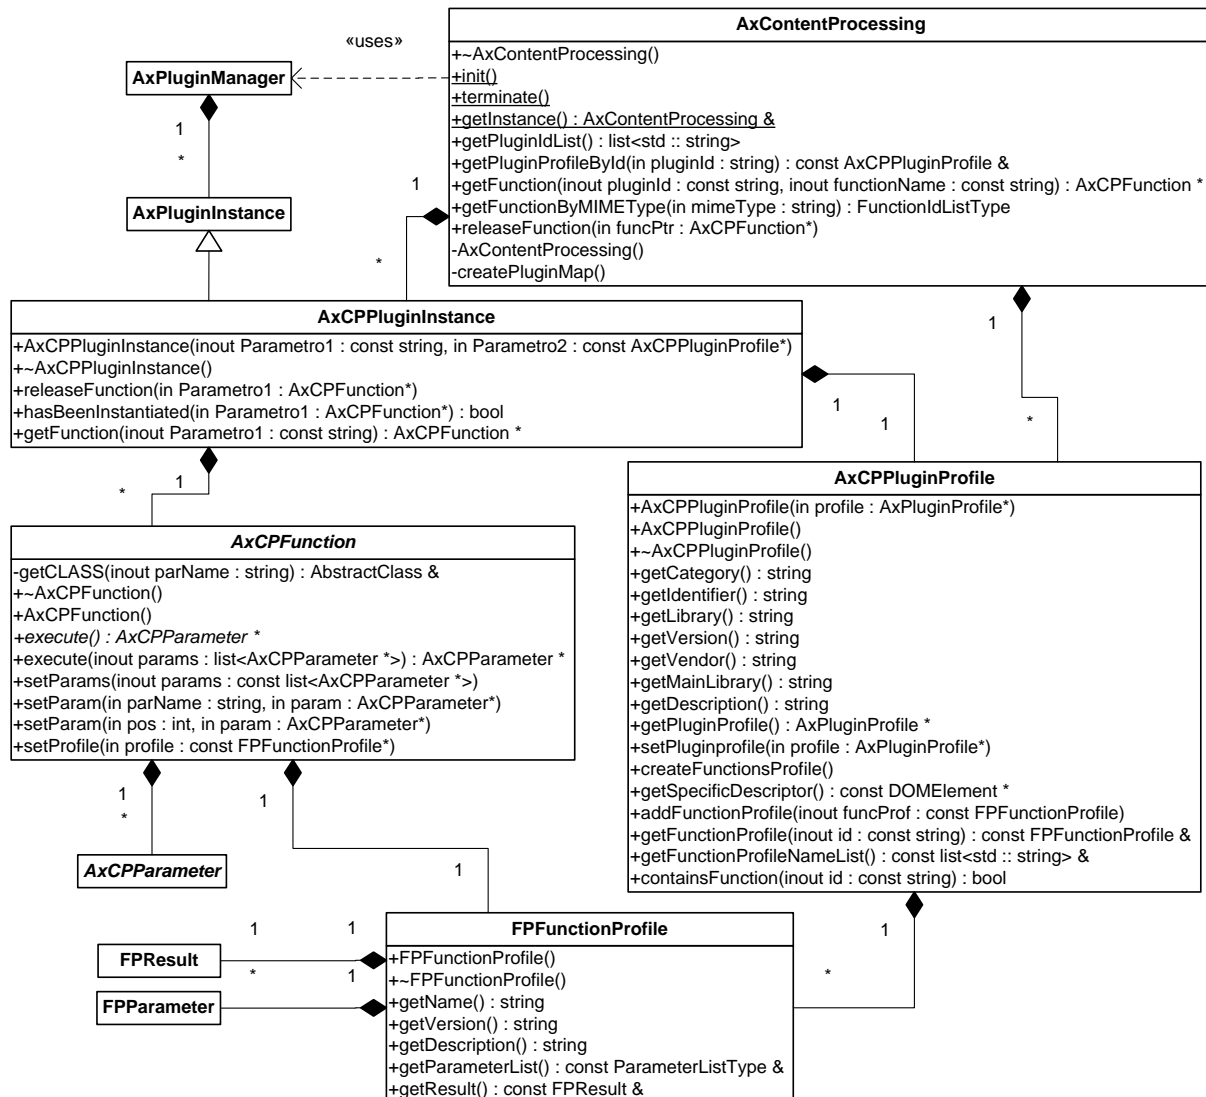 AxContentProcessing
«uses»
+~AxContentProcessing()
+init()
+terminate()
+getInstance() : AxContentProcessing &
+getPluginIdList() : list<std :: string>
+getPluginProfileById(in pluginId : string) : const AxCPPluginProfile &
+getFunction(inout pluginId : const string, inout functionName : const string) : AxCPFunction *
+getFunctionByMIMEType(in mimeType : string) : FunctionIdListType
+releaseFunction(in funcPtr : AxCPFunction*)
-AxContentProcessing()
-createPluginMap()
AxPluginManager
1
*
AxPluginInstance
1
*
1
*
AxCPPluginInstance
+AxCPPluginInstance(inout Parametro1 : const string, in Parametro2 : const AxCPPluginProfile*)
+~AxCPPluginInstance()
+releaseFunction(in Parametro1 : AxCPFunction*)
+hasBeenInstantiated(in Parametro1 : AxCPFunction*) : bool
+getFunction(inout Parametro1 : const string) : AxCPFunction *
1
1
1
*
AxCPPluginProfile
+AxCPPluginProfile(in profile : AxPluginProfile*)
+AxCPPluginProfile()
+~AxCPPluginProfile()
+getCategory() : string
+getIdentifier() : string
+getLibrary() : string
+getVersion() : string
+getVendor() : string
+getMainLibrary() : string
+getDescription() : string
+getPluginProfile() : AxPluginProfile *
+setPluginprofile(in profile : AxPluginProfile*)
+createFunctionsProfile()
+getSpecificDescriptor() : const DOMElement *
+addFunctionProfile(inout funcProf : const FPFunctionProfile)
+getFunctionProfile(inout id : const string) : const FPFunctionProfile &
+getFunctionProfileNameList() : const list<std :: string> &
+containsFunction(inout id : const string) : bool
AxCPFunction
-getCLASS(inout parName : string) : AbstractClass &
+~AxCPFunction()
+AxCPFunction()
+execute() : AxCPParameter *
+execute(inout params : list<AxCPParameter *>) : AxCPParameter *
+setParams(inout params : const list<AxCPParameter *>)
+setParam(in parName : string, in param : AxCPParameter*)
+setParam(in pos : int, in param : AxCPParameter*)
+setProfile(in profile : const FPFunctionProfile*)
1
*
1
1
AxCPParameter
1
*
FPResult
1
1
*
1
FPParameter
FPFunctionProfile
+FPFunctionProfile()
+~FPFunctionProfile()
+getName() : string
+getVersion() : string
+getDescription() : string
+getParameterList() : const ParameterListType &
+getResult() : const FPResult &